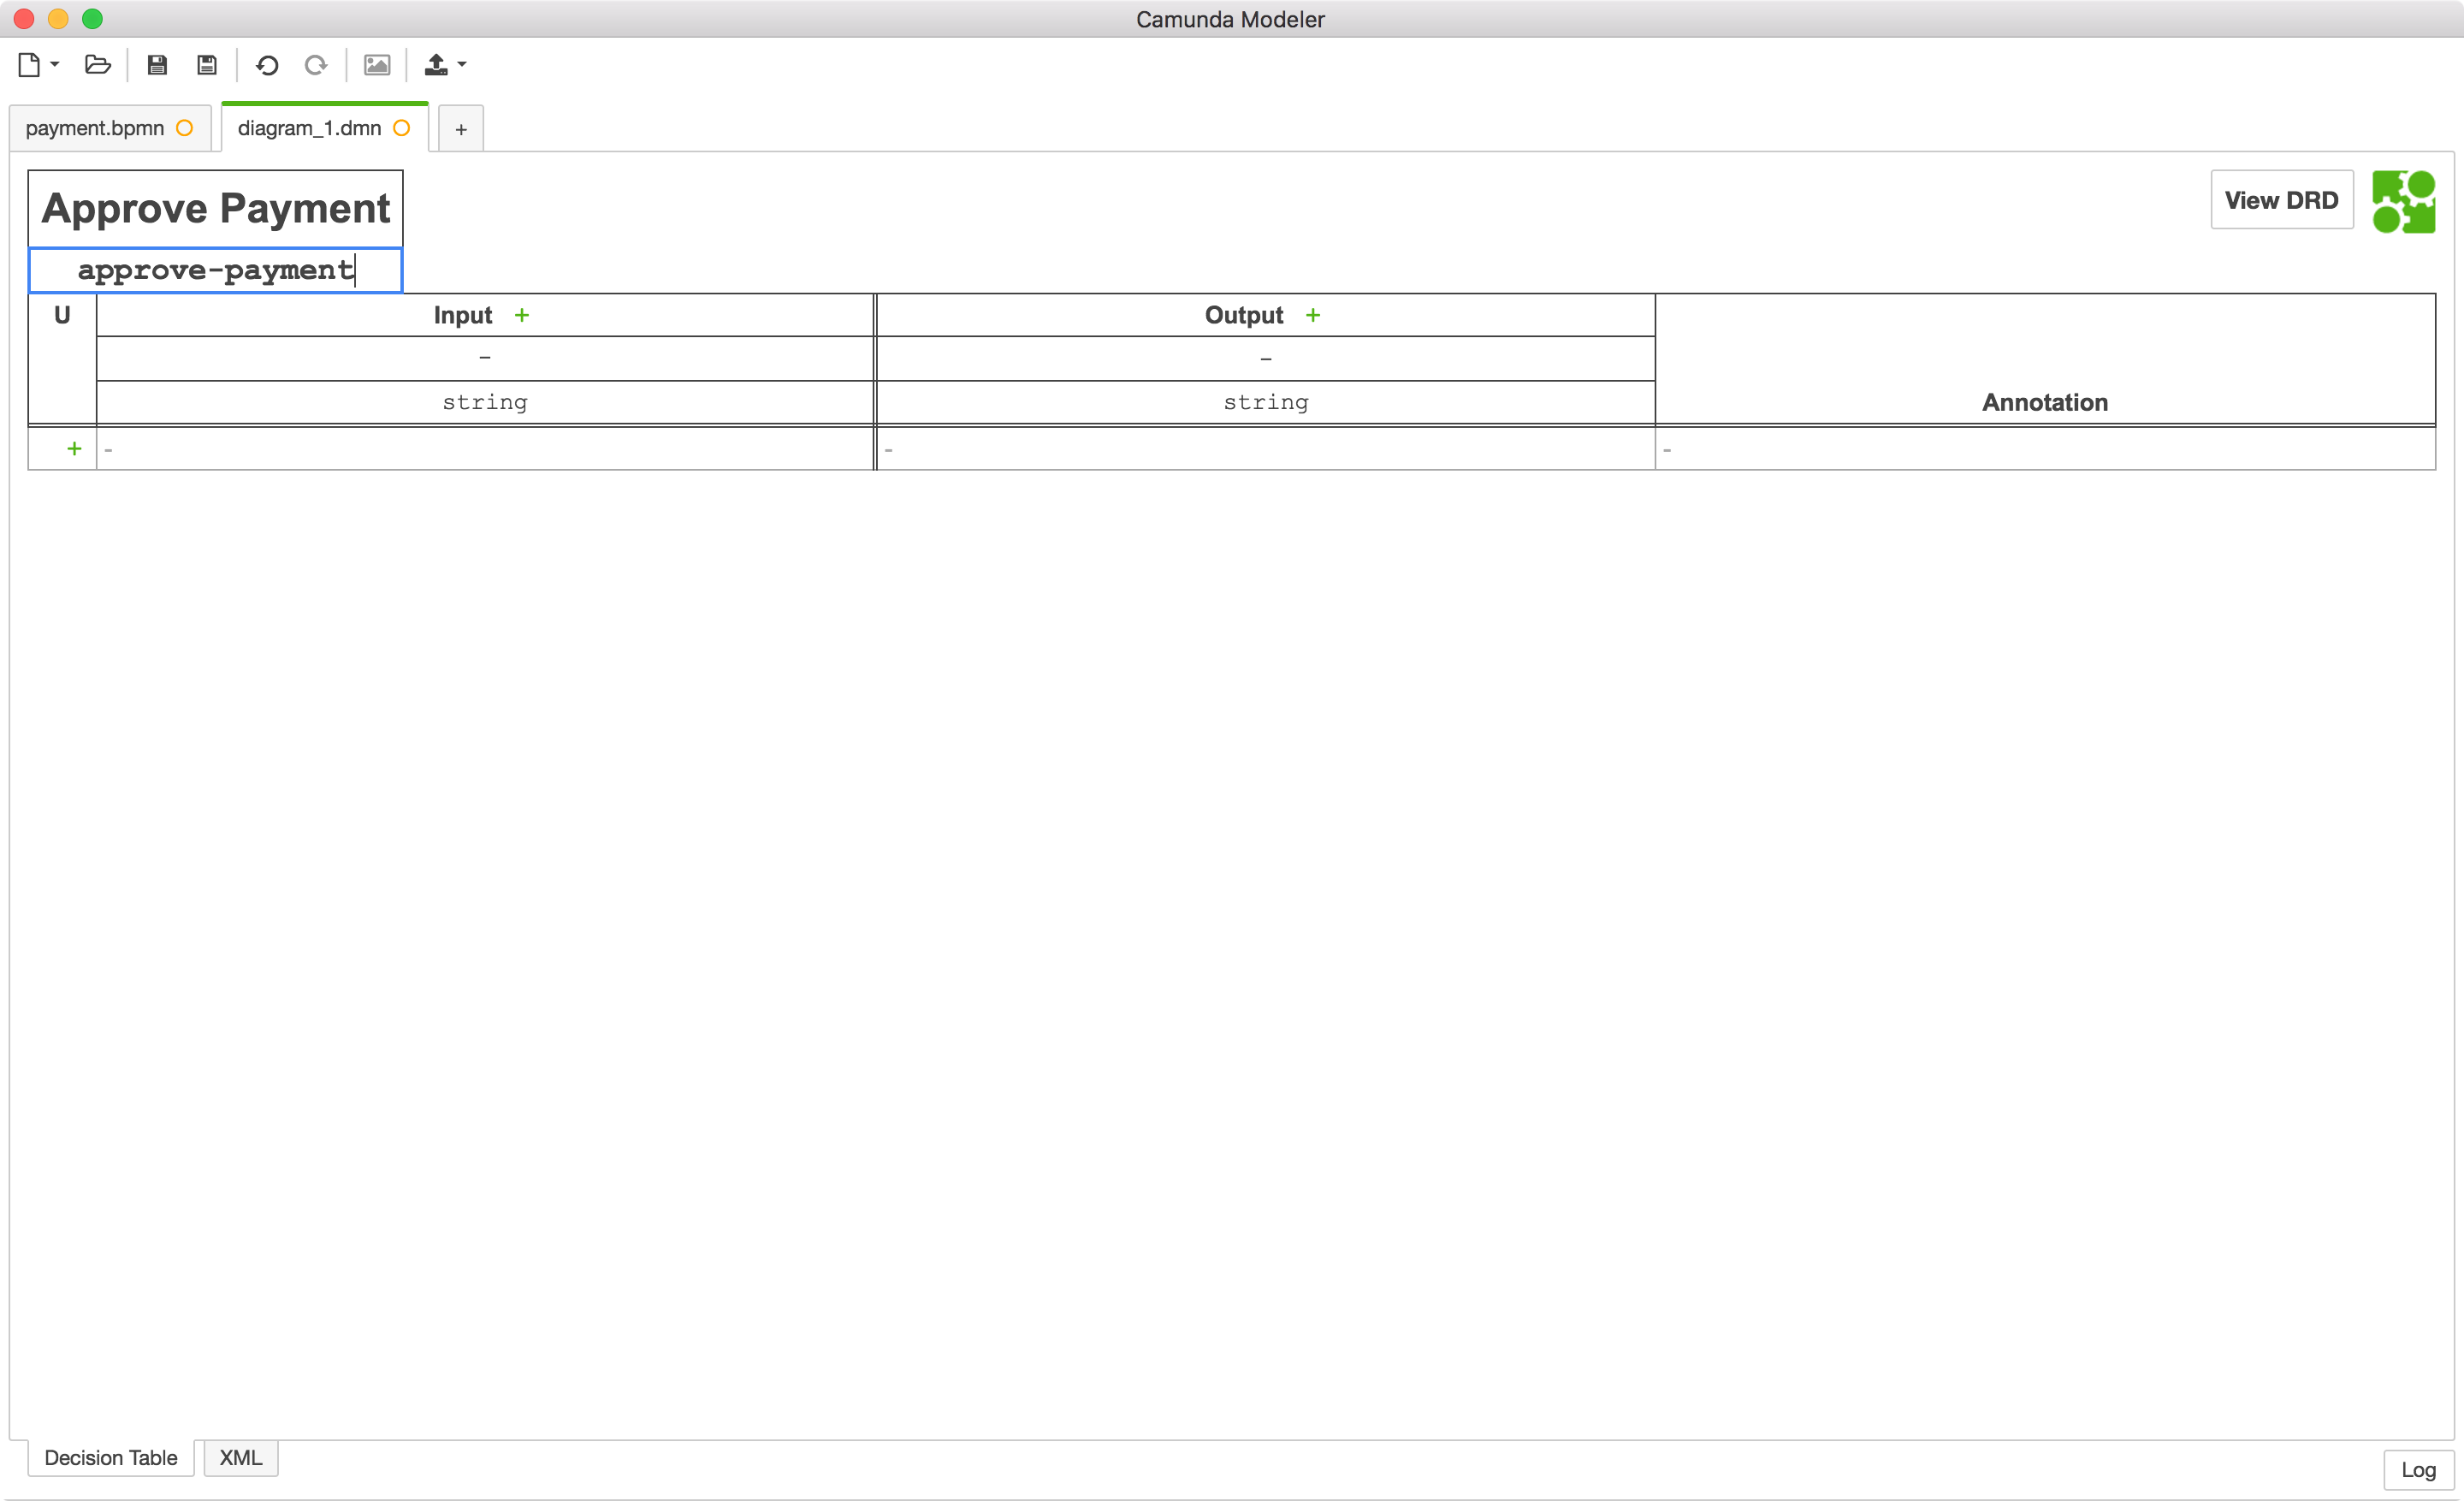 Camunda Modeler
payment.bpmn
diagram_1.dmn
+
Approve Payment
View DRD
approve-payment
U
Input +
Output +
–
–
string
string
Annotation
+
-
-
-
Decision Table
XML
Log